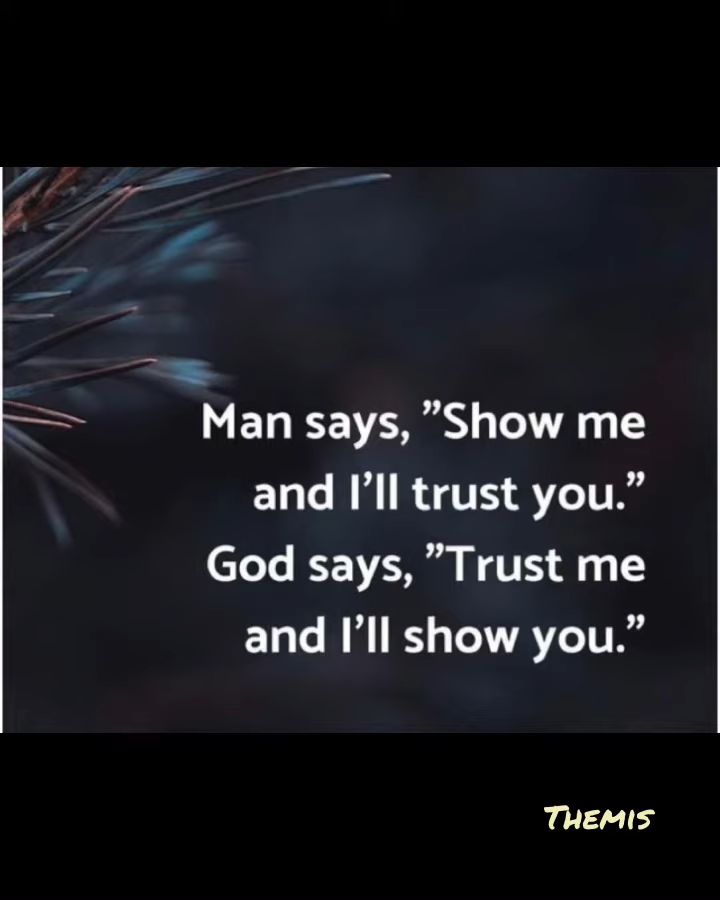 Man says, ”Show me
and I’ll trust you.”
God says, ”Trust me
and I’ll show you.”
THEMIS